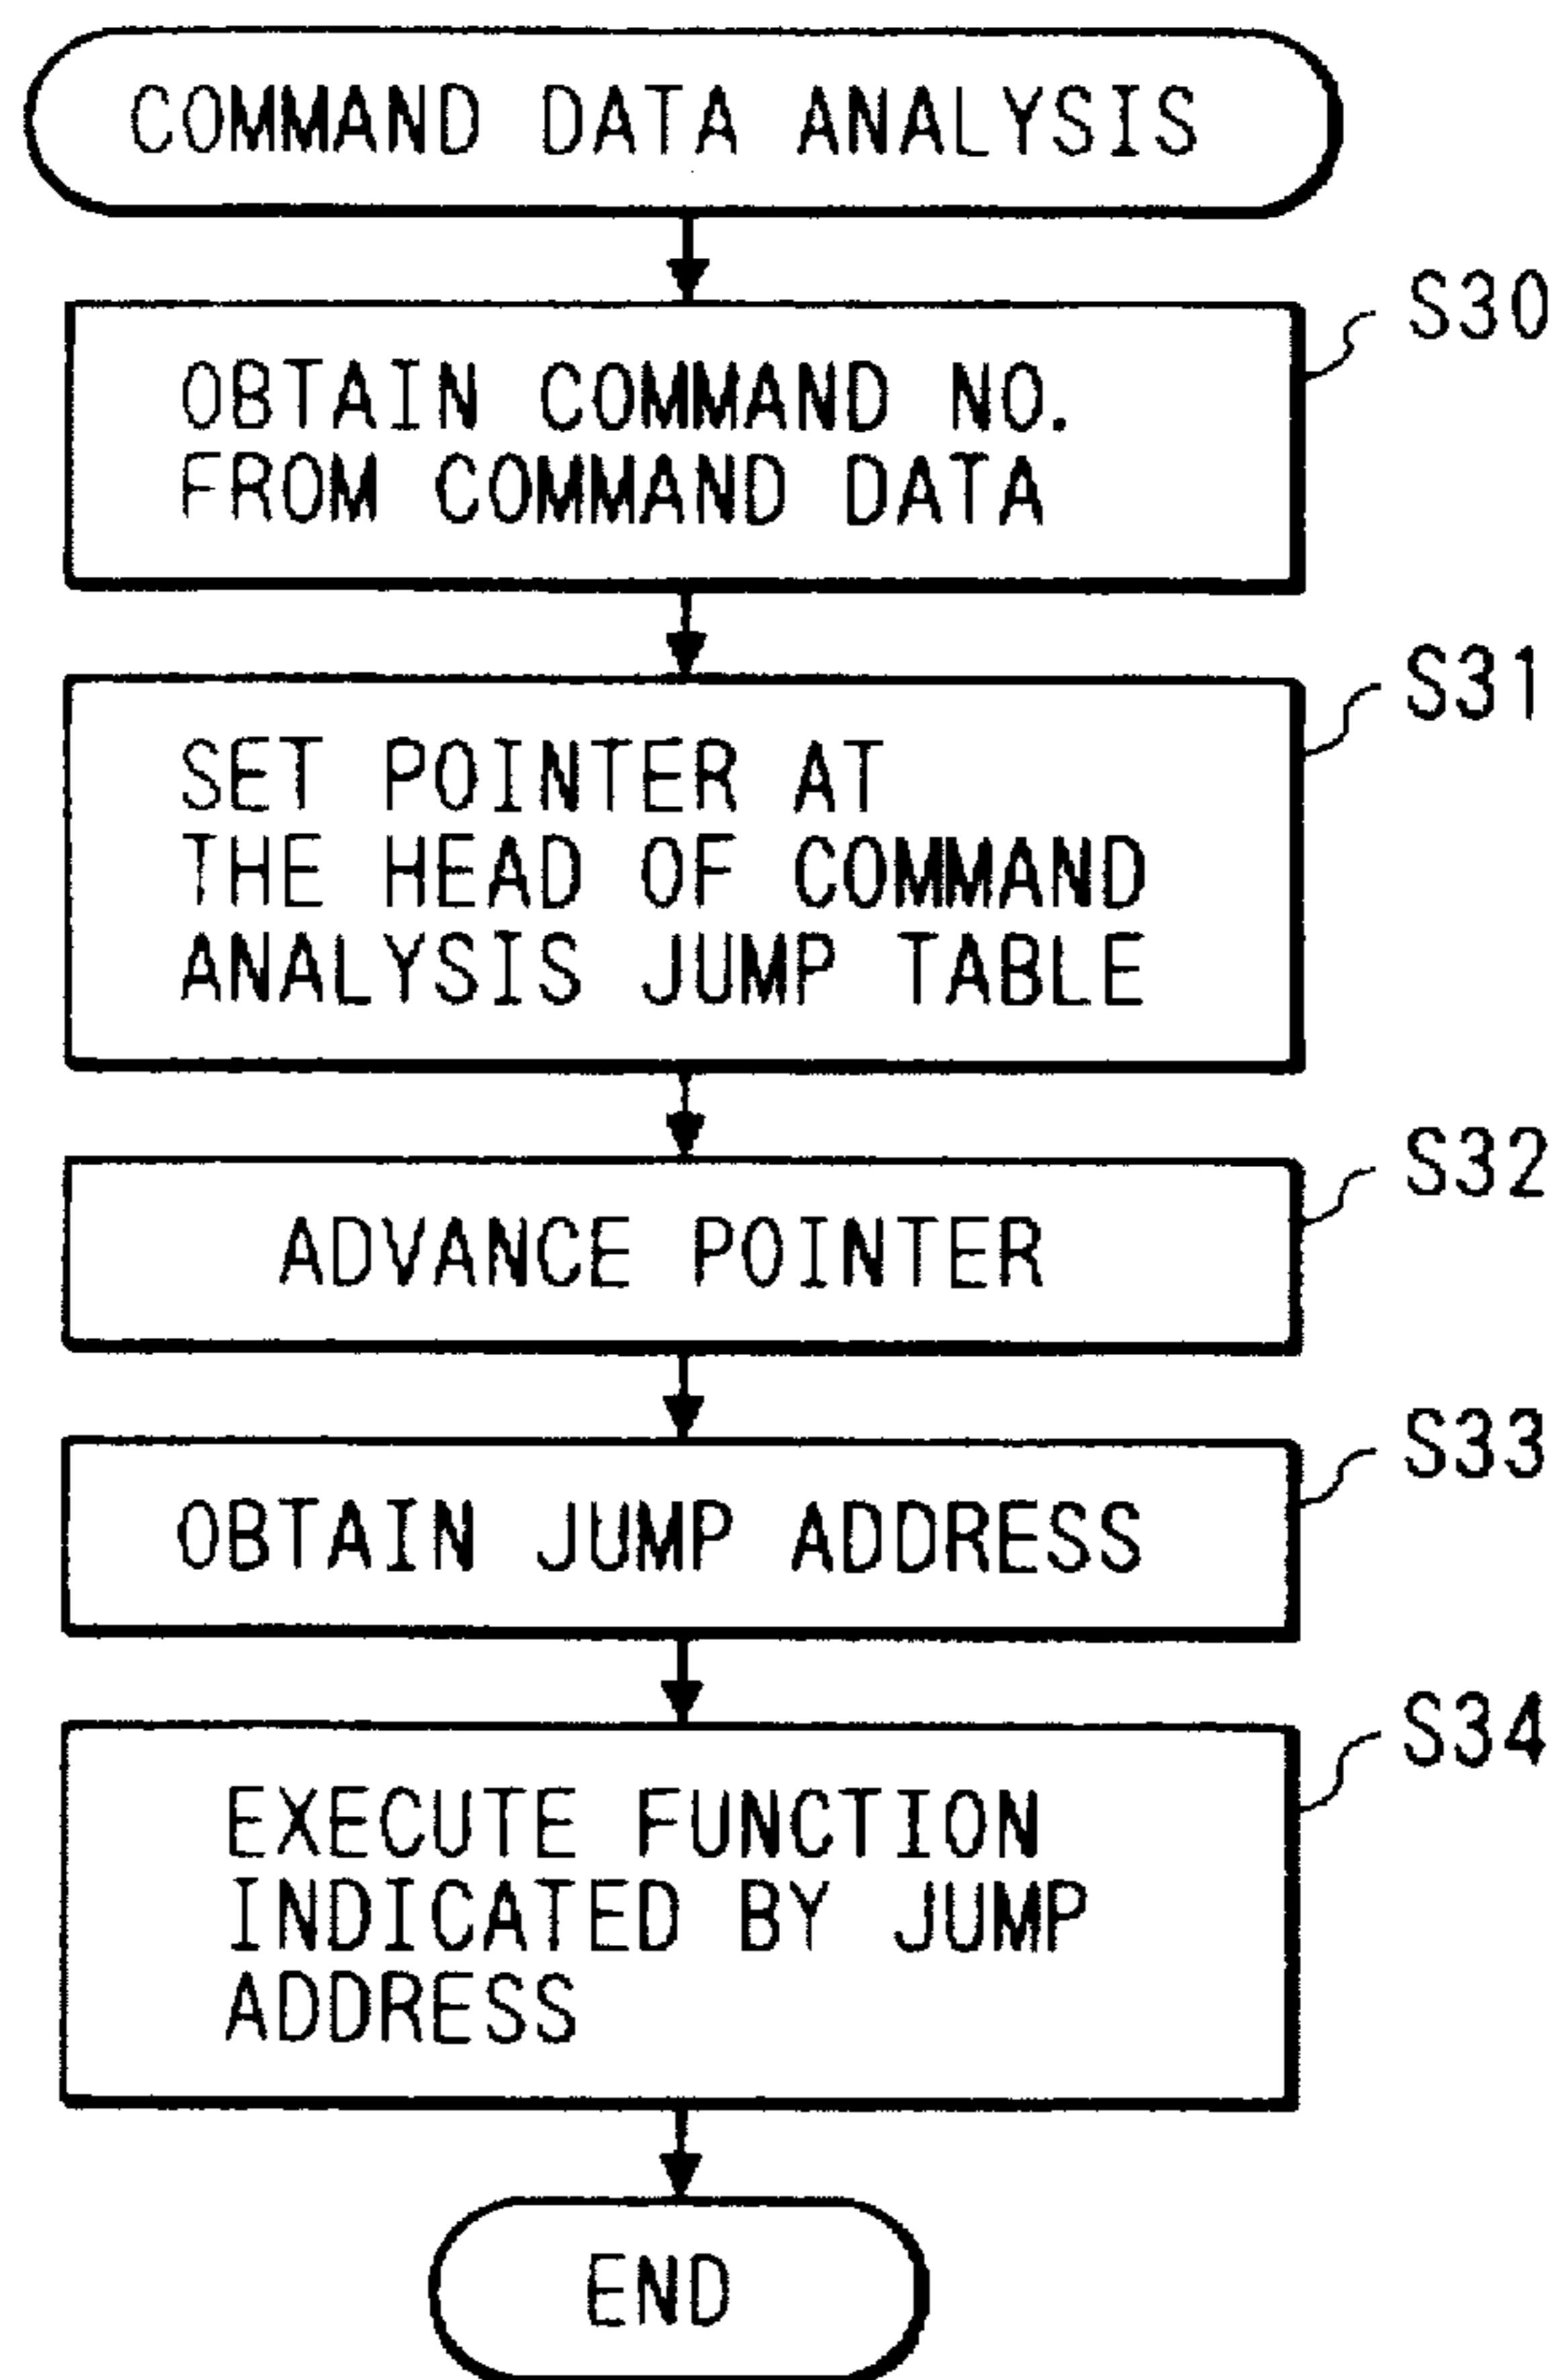 COMMAND DATA ANALYSIS
S30
OBTAIN COMMAND NO.
FROM COMMAND DATA
S31
SET POINTER AT
THE HEAD OF COMMAND
ANALYSIS JUMP TABLE
S32
ADVANCE POINTER
S33
OBTAIN JUMP ADDRESS
S34
EXECUTE FUNCTION
INDICATED BY JUMP
ADDRESS
END